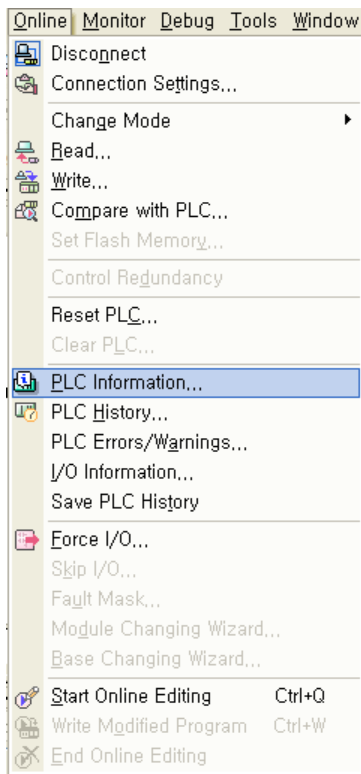 Online Monitor Debug Tools Window
Disconnect
Connection Settings...
Change Mode
Read...
Write...
Compare with PLC...
Set Flash Memory...
Control Redundancy
Reset PLC...
Clear PLC...
PLC Information...
PLC History...
PLC Errors/Warnings...
I/O Information...
Save PLC History
Force I/O...
Skip I/O...
Fault Mask...
Module Changing Wizard...
Base Changing Wizard...
Start Online Editing Ctrl+Q
Write Modified Program Ctrl+W
End Online Editing